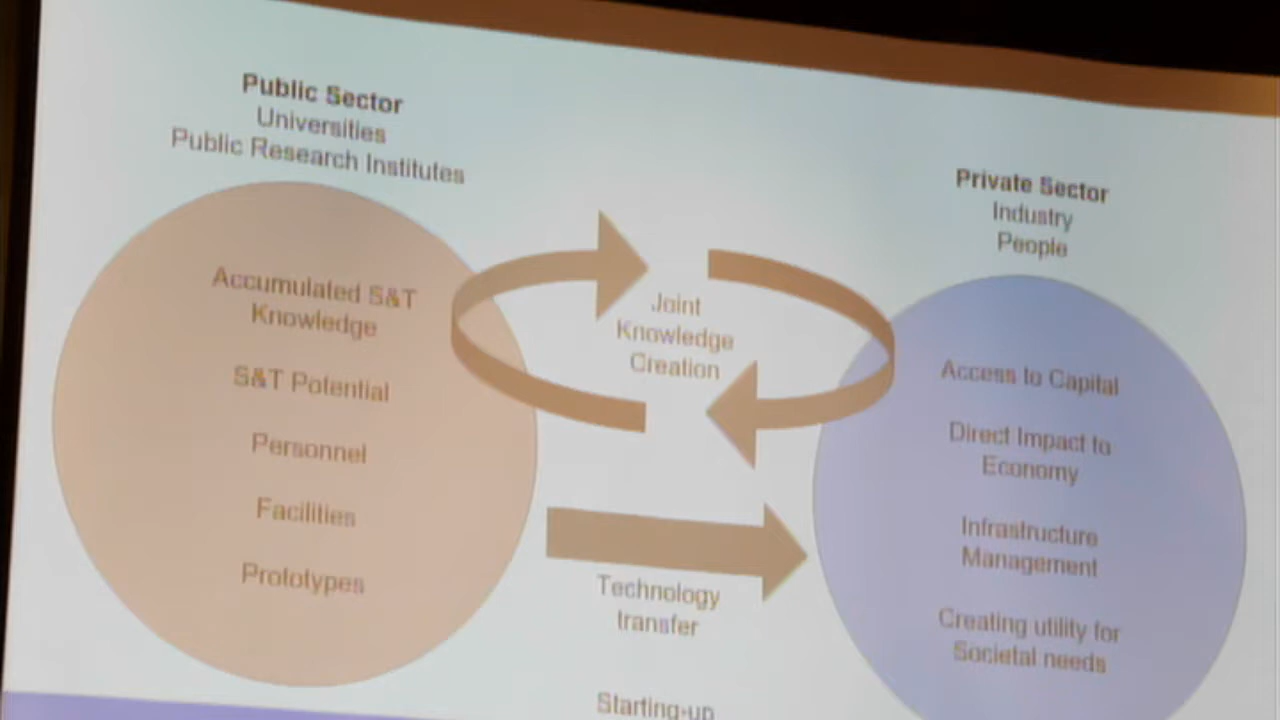 Public Sector
Universities
Public Research Institutes
Accumulated S&T
Knowledge
S&T Potential
Personnel
Facilities
Prototypes
Joint
Knowledge
Creation
Technology
transfer
Starting-up
Private Sector
Industry
People
Access to Capital
Direct Impact to
Economy
Infrastructure
Management
Creating utility for
Societal needs